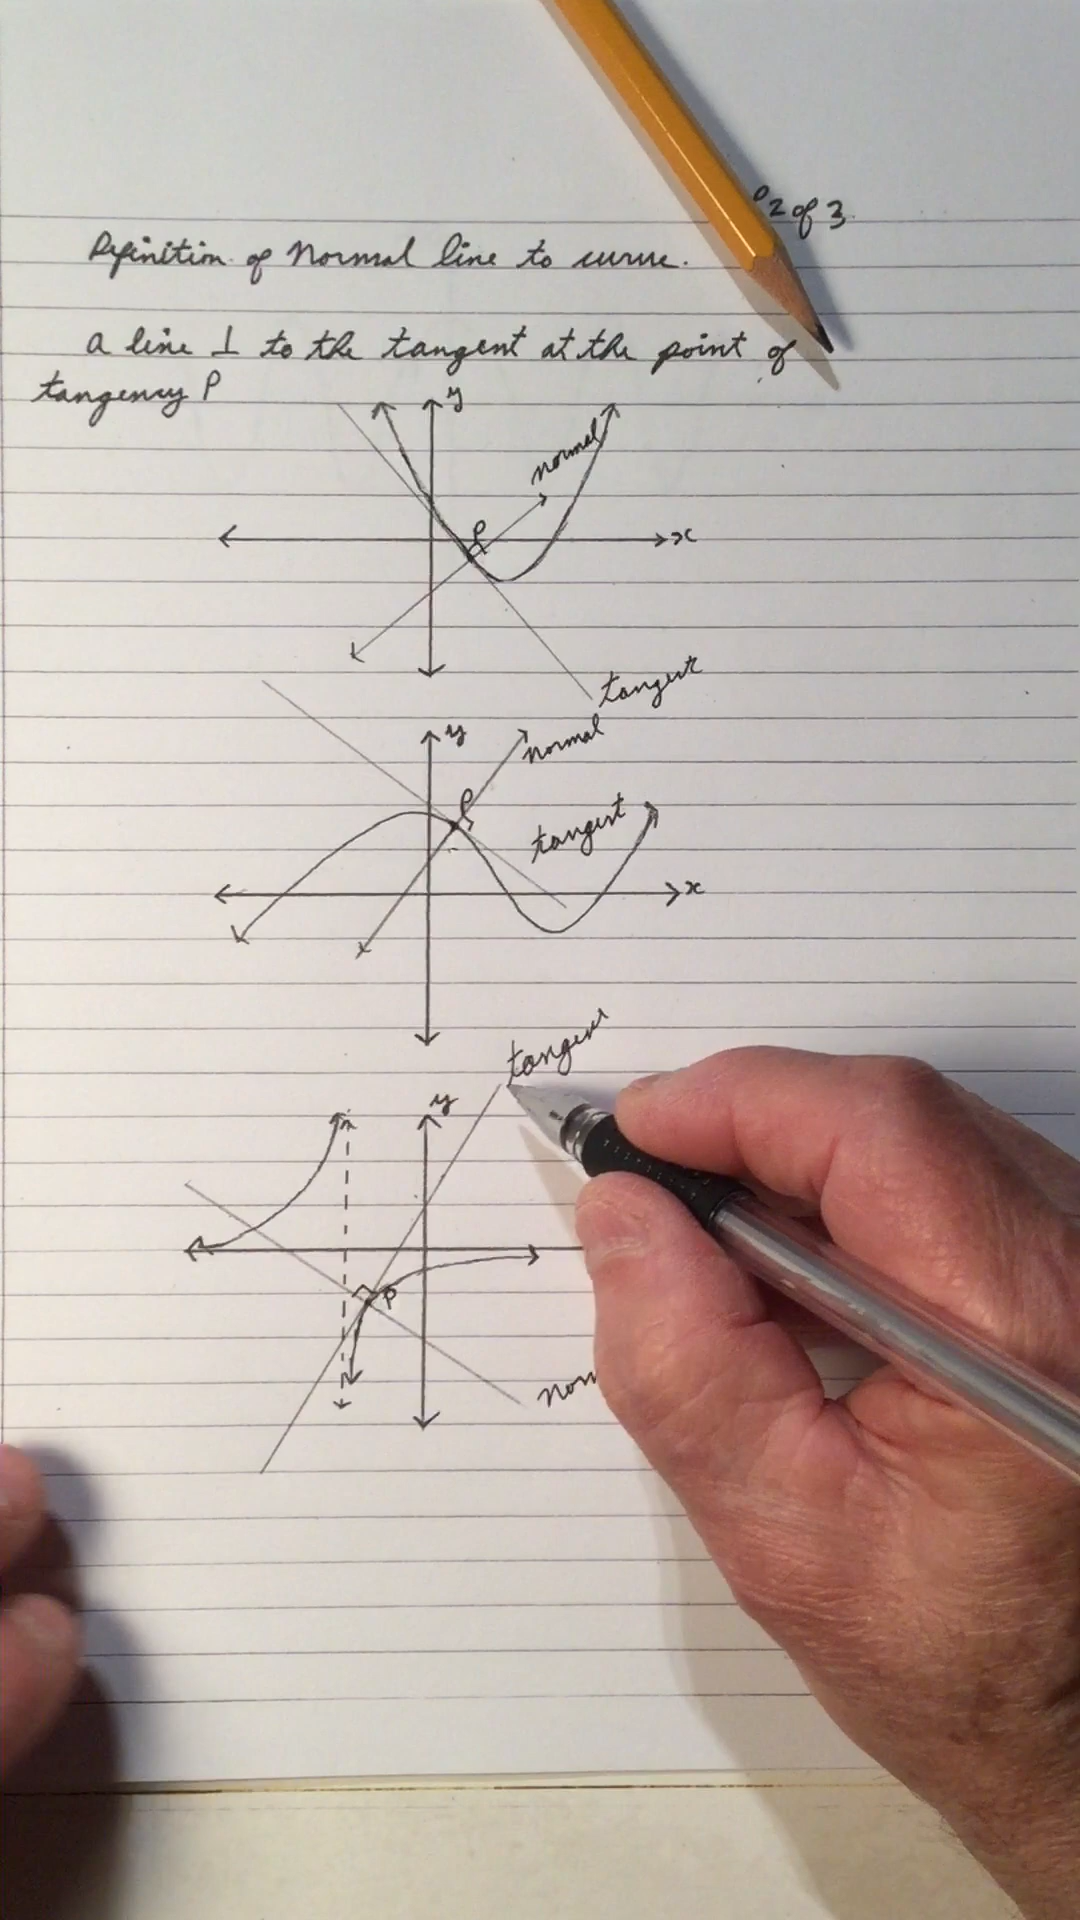 P2 of 3
Definition of Normal line to curve.
A line ⊥ to the tangent at the point of
tangency P
y
normal
P
x
tangent
y
normal
P
tangent
x
tangent
y
P